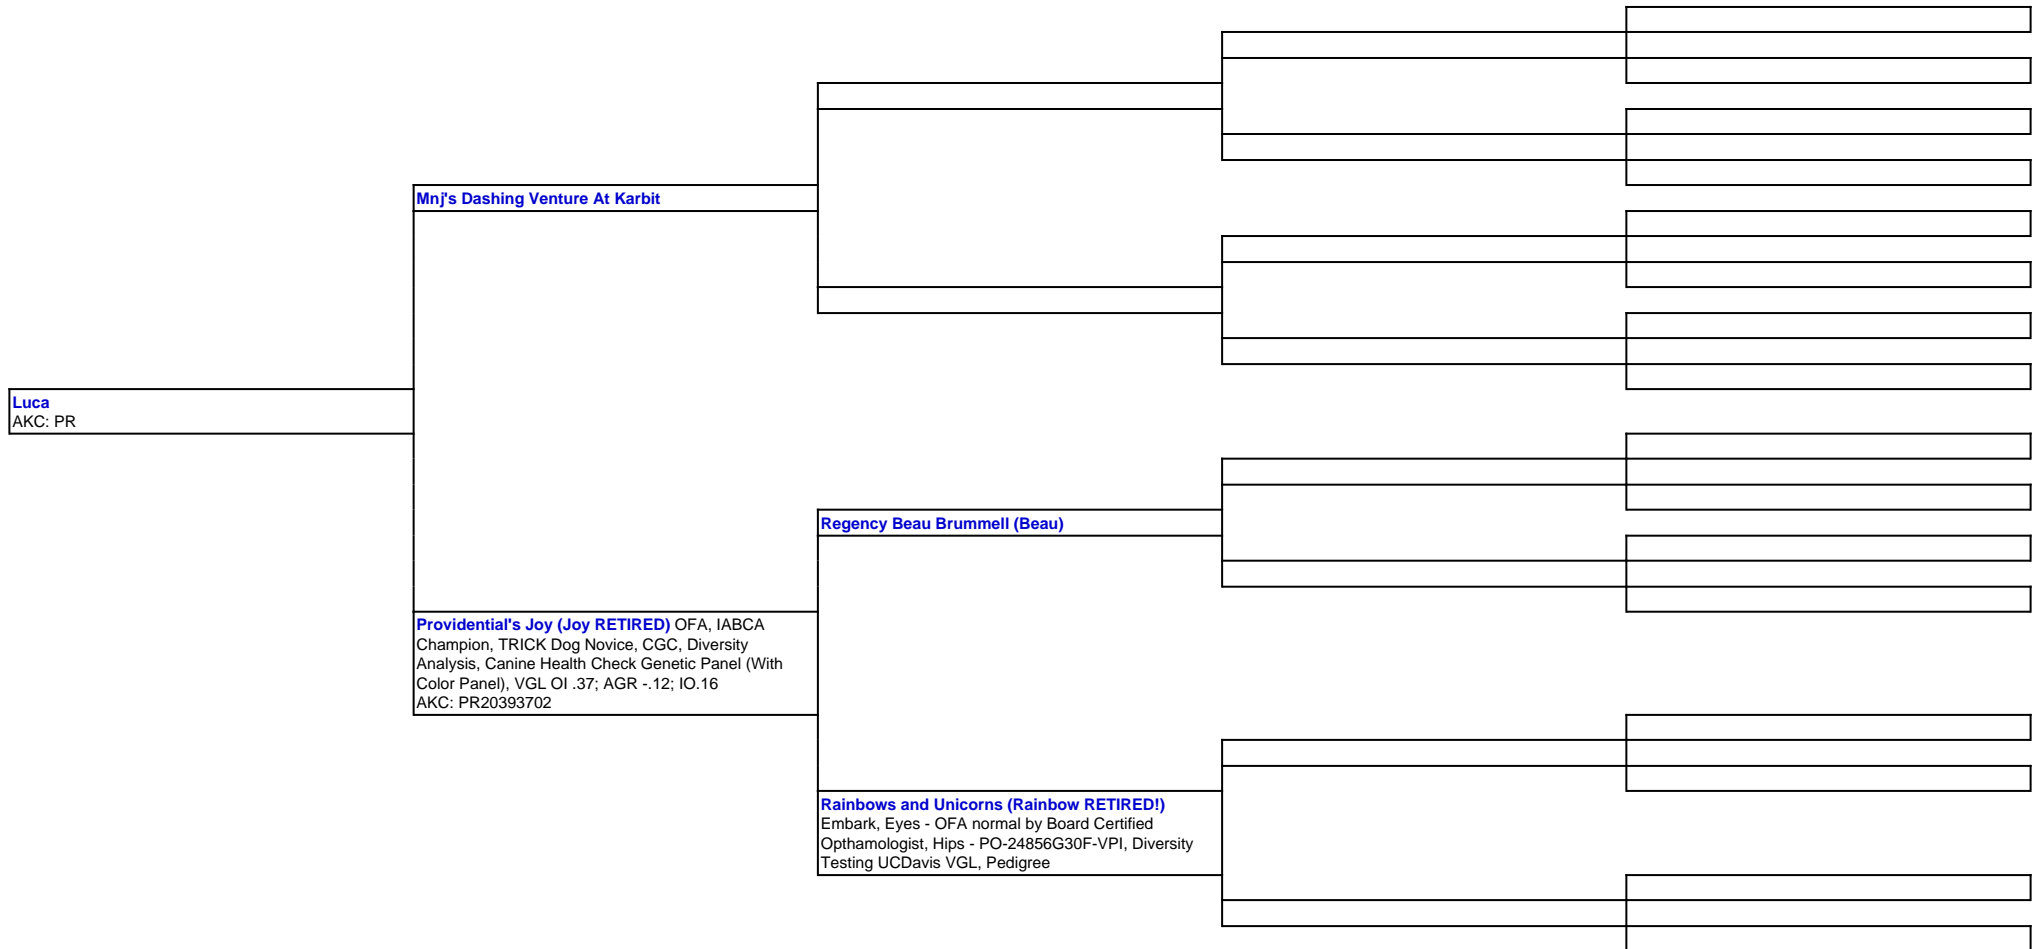 Mnj's Dashing Venture At Karbit
Luca
AKC: PR
Regency Beau Brummell (Beau)
Providential's Joy (Joy RETIRED) OFA, IABCA
Champion, TRICK Dog Novice, CGC, Diversity
Analysis, Canine Health Check Genetic Panel (With
Color Panel), VGL OI .37; AGR -.12; IO.16
AKC: PR20393702
Rainbows and Unicorns (Rainbow RETIRED!)
Embark, Eyes - OFA normal by Board Certified
Opthamologist, Hips - PO-24856G30F-VPI, Diversity
Testing UCDavis VGL, Pedigree